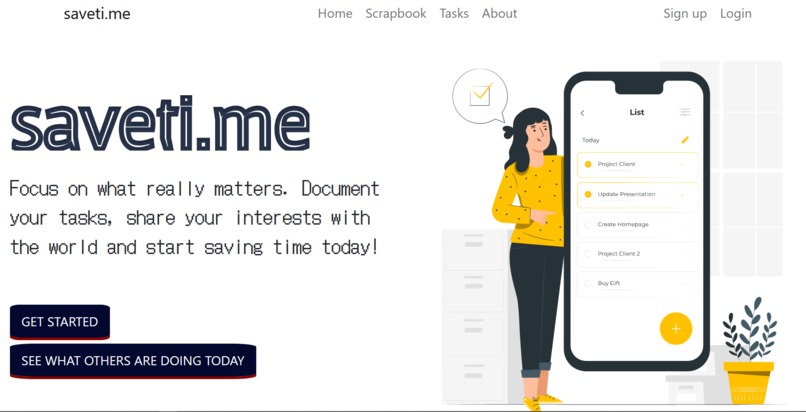 saveti.me
Home Scrapbook Tasks About
Sign up Login
saveti.me
Focus on what really matters. Document
your tasks, share your interests with
the world and start saving time today!
GET STARTED
SEE WHAT OTHERS ARE DOING TODAY
List
Today
Project Client
Update Presentation
Create Homepage
Project Client 2
Buy Gift